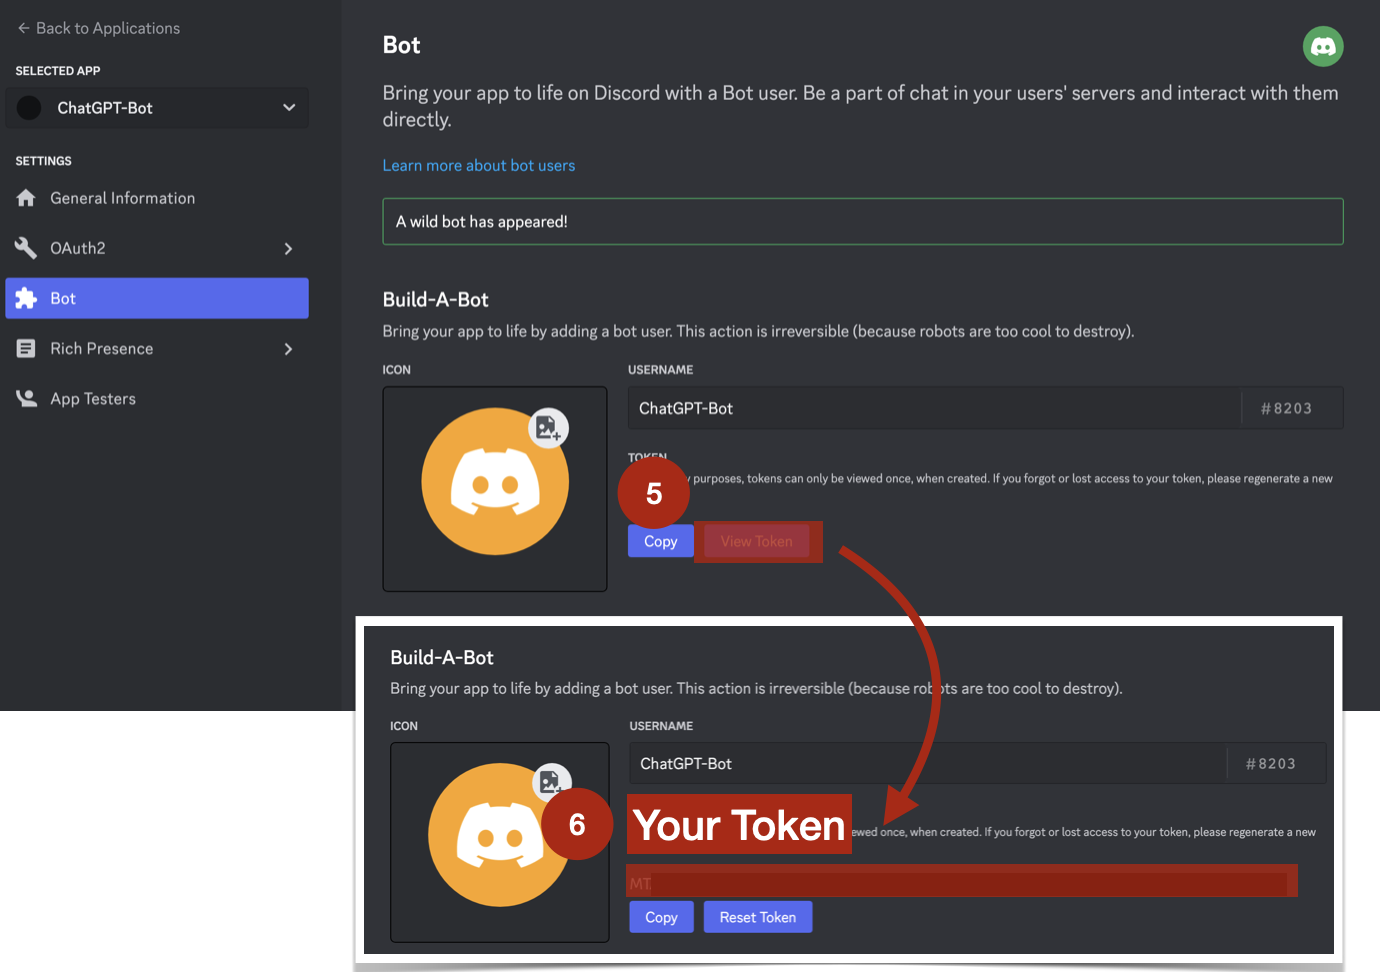 ← Back to Applications
SELECTED APP
ChatGPT-Bot
SETTINGS
General Information
OAuth2
Bot
Rich Presence
App Testers
Bot
Bring your app to life on Discord with a Bot user. Be a part of chat in your users' servers and interact with them
directly.
Learn more about bot users
A wild bot has appeared!
Build-A-Bot
Bring your app to life by adding a bot user. This action is irreversible (because robots are too cool to destroy).
ICON
USERNAME
ChatGPT-Bot
#8203
TOKEN
purposes, tokens can only be viewed once, when created. If you forgot or lost access to your token, please regenerate a new
5
Copy
View Token
Build-A-Bot
Bring your app to life by adding a bot user. This action is irreversible (because robots are too cool to destroy).
ICON
USERNAME
ChatGPT-Bot
#8203
6
Your Token
once, when created. If you forgot or lost access to your token, please regenerate a new
MT
Copy
Reset Token